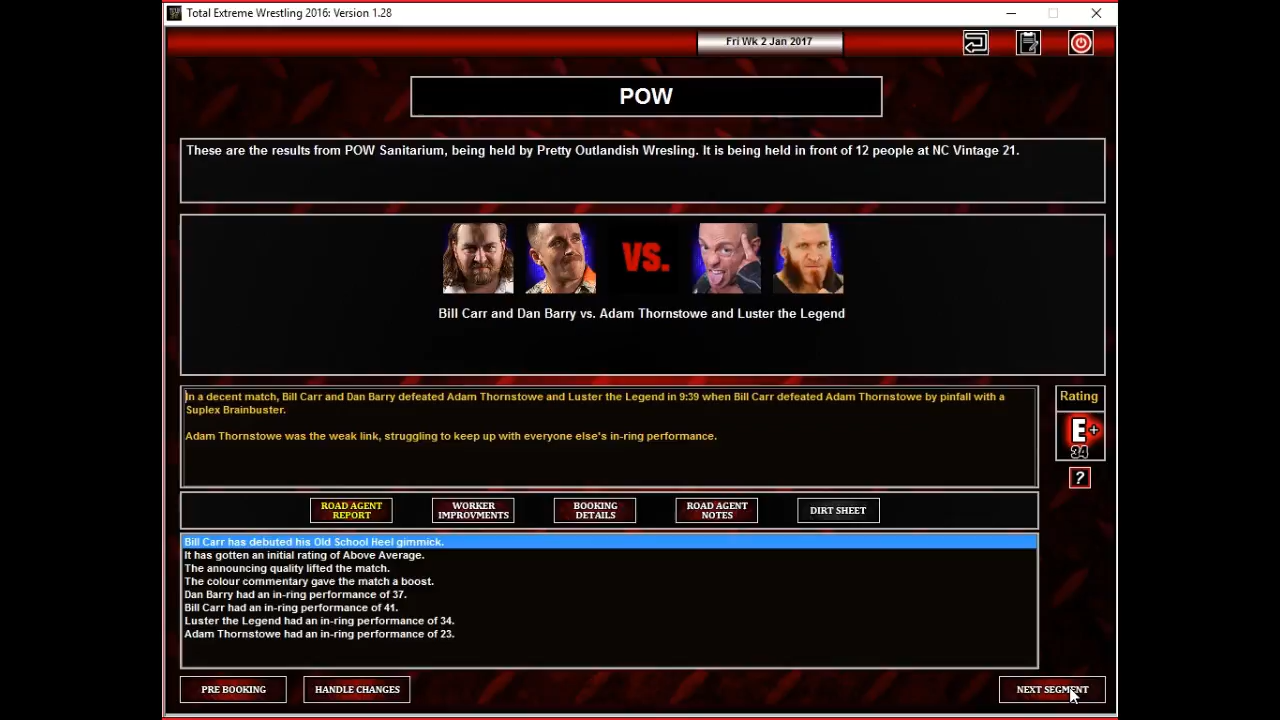 Total Extreme Wrestling 2016: Version 1.28
Fri Wk 2 Jan 2017
POW
These are the results from POW Sanitarium, being held by Pretty Outlandish Wresling. It is being held in front of 12 people at NC Vintage 21.
VS.
Bill Carr and Dan Barry vs. Adam Thornstowe and Luster the Legend
In a decent match, Bill Carr and Dan Barry defeated Adam Thornstowe and Luster the Legend in 9:39 when Bill Carr defeated Adam Thornstowe by pinfall with a
Suplex Brainbuster.
Adam Thornstowe was the weak link, struggling to keep up with everyone else's in-ring performance.
Rating
E+
34
?
ROAD AGENT
REPORT
WORKER
IMPROVMENTS
BOOKING
DETAILS
ROAD AGENT
NOTES
DIRT SHEET
Bill Carr has debuted his Old School Heel gimmick.
It has gotten an initial rating of Above Average.
The announcing quality lifted the match.
The colour commentary gave the match a boost.
Dan Barry had an in-ring performance of 37.
Bill Carr had an in-ring performance of 41.
Luster the Legend had an in-ring performance of 34.
Adam Thornstowe had an in-ring performance of 23.
PRE BOOKING
HANDLE CHANGES
NEXT SEGMENT